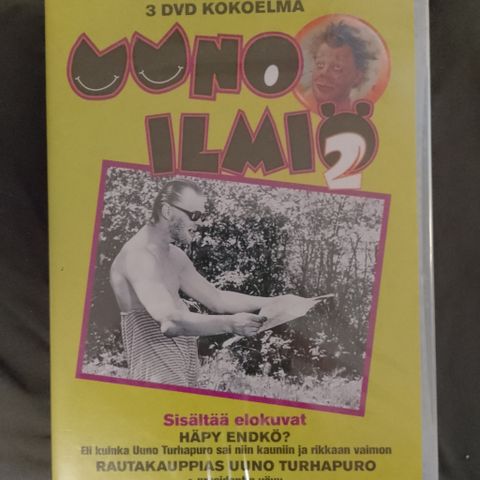 3 DVD KOKOELMA
UUNO
ILMIÖ
2
Sisältää elokuvat
HÄPY ENDKÖ?
Eli kuinka Uuno Turhapuro sai niin kauniin ja rikkaan vaimon
RAUTAKAUPPIAS UUNO TURHAPURO